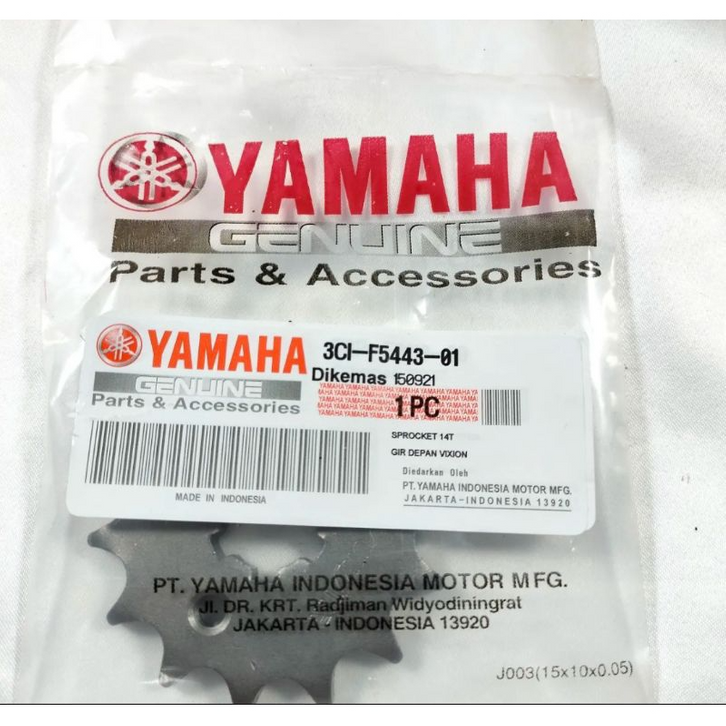 YAMAHA
GENUINE
Parts & Accessories
YAMAHA 3CI-F5443-01
GENUINE Dikemas 150921
Parts & Accessories 1PC
SPROCKET 14T
GIR DEPAN VIXION
Diedarkan Oleh
PT. YAMAHA INDONESIA MOTOR MFG.
JAKARTA-INDONESIA 13920
MADE IN INDONESIA
PT. YAMAHA INDONESIA MOTOR MFG.
Jl. DR. KRT. Radjiman Widyodiningrat
JAKARTA - INDONESIA 13920
J003(15x10x0.05)